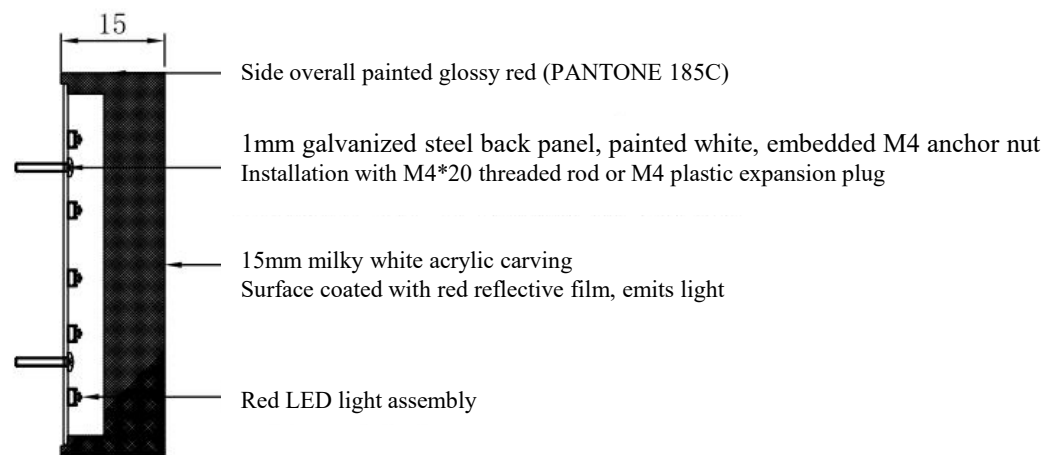 15
Side overall painted glossy red (PANTONE 185C)
1mm galvanized steel back panel, painted white, embedded M4 anchor nut
Installation with M4*20 threaded rod or M4 plastic expansion plug
15mm milky white acrylic carving
Surface coated with red reflective film, emits light
Red LED light assembly